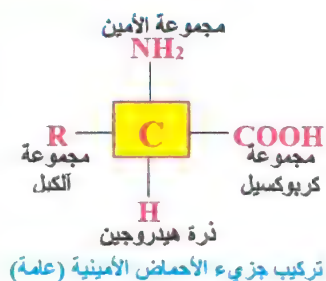 مجموعة الأمين
NH₂
R C COOH
مجموعة ألكيل
مجموعة كربوكسيل
H
ذرة هيدروجين
تركيب جزيء الأحماض الأمينية (عامة)